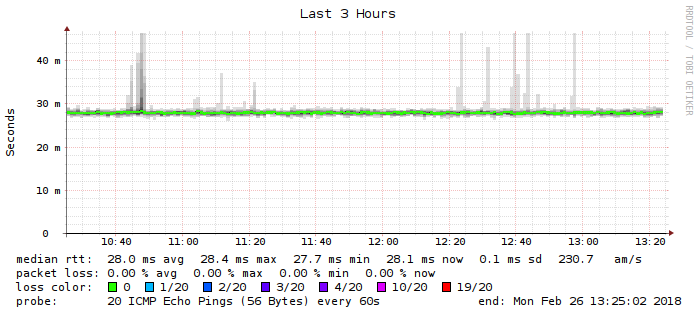 Last 3 Hours
RRDTOOL / TOBI OETIKER
Seconds
40 m
30 m
20 m
10 m
0
10:40 11:00 11:20 11:40 12:00 12:20 12:40 13:00 13:20
median rtt: 28.0 ms avg 28.4 ms max 27.7 ms min 28.1 ms now 0.1 ms sd 230.7 am/s
packet loss: 0.00 % avg 0.00 % max 0.00 % min 0.00 % now
loss color: 0 1/20 2/20 3/20 4/20 10/20 19/20
probe: 20 ICMP Echo Pings (56 Bytes) every 60s end: Mon Feb 26 13:25:02 2018